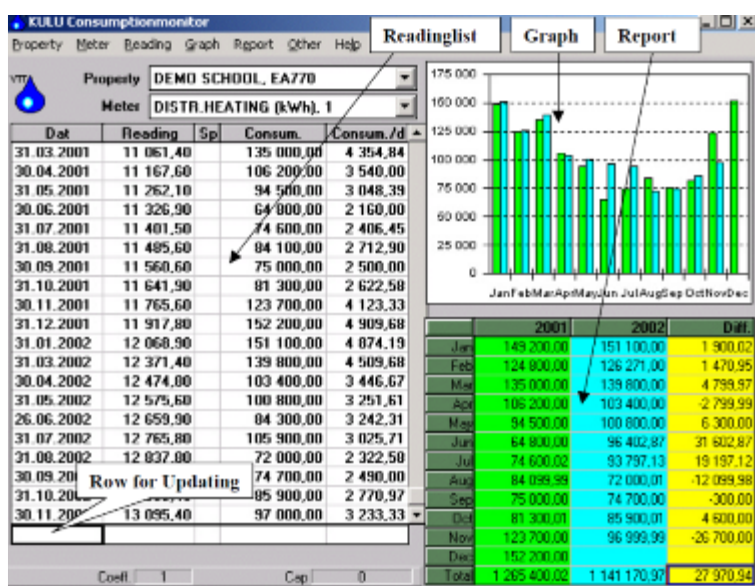 KULU Consumptionmonitor
Property Meter Reading Graph Report Other Help
Readinglist
Graph
Report
VTT
Property DEMO SCHOOL, EA770
Meter DISTR.HEATING (kWh), 1
Dat Reading Sp Consum. Consum./d
31.03.2001 11 061,40 135 000,00 4 354,84
30.04.2001 11 167,60 106 200,00 3 540,00
31.05.2001 11 262,10 94 500,00 3 048,39
30.06.2001 11 326,90 64 800,00 2 160,00
31.07.2001 11 401,50 74 600,00 2 406,45
31.08.2001 11 485,60 84 100,00 2 712,90
30.09.2001 11 560,60 75 000,00 2 500,00
31.10.2001 11 641,90 81 300,00 2 622,58
30.11.2001 11 765,60 123 700,00 4 123,33
31.12.2001 11 917,80 152 200,00 4 909,68
31.01.2002 12 068,90 151 100,00 4 874,19
31.03.2002 12 371,40 139 800,00 4 509,68
30.04.2002 12 474,80 103 400,00 3 446,67
31.05.2002 12 575,60 100 800,00 3 251,61
26.06.2002 12 659,90 84 300,00 3 242,31
31.07.2002 12 765,80 105 900,00 3 025,71
31.08.2002 12 837,80 72 000,00 2 322,58
30.09.20 74 700,00 2 490,00
31.10.20 85 900,00 2 770,97
30.11.200 13 095,40 97 000,00 3 233,33
Row for Updating
Coeff. 1 Cap 0
175 000
150 000
125 000
100 000
75 000
50 000
25 000
0
Jan Feb Mar Apr May Jun Jul Aug Sep Oct Nov Dec
2001 2002 Diff.
Jan 149 200,00 151 100,00 1 900,02
Feb 124 800,00 126 271,00 1 470,95
Mar 135 000,00 139 800,00 4 799,97
Apr 106 200,00 103 400,00 -2 799,99
May 94 500,00 100 800,00 6 300,00
Jun 64 800,00 96 402,87 31 602,87
Jul 74 600,02 93 797,13 19 197,12
Aug 84 099,99 72 000,01 -12 099,98
Sep 75 000,00 74 700,00 -300,00
Oct 81 300,01 85 900,01 4 600,00
Nov 123 700,00 96 999,99 -26 700,00
Dec 152 200,00
Total 1 265 400,02 1 141 170,97 27 970,94